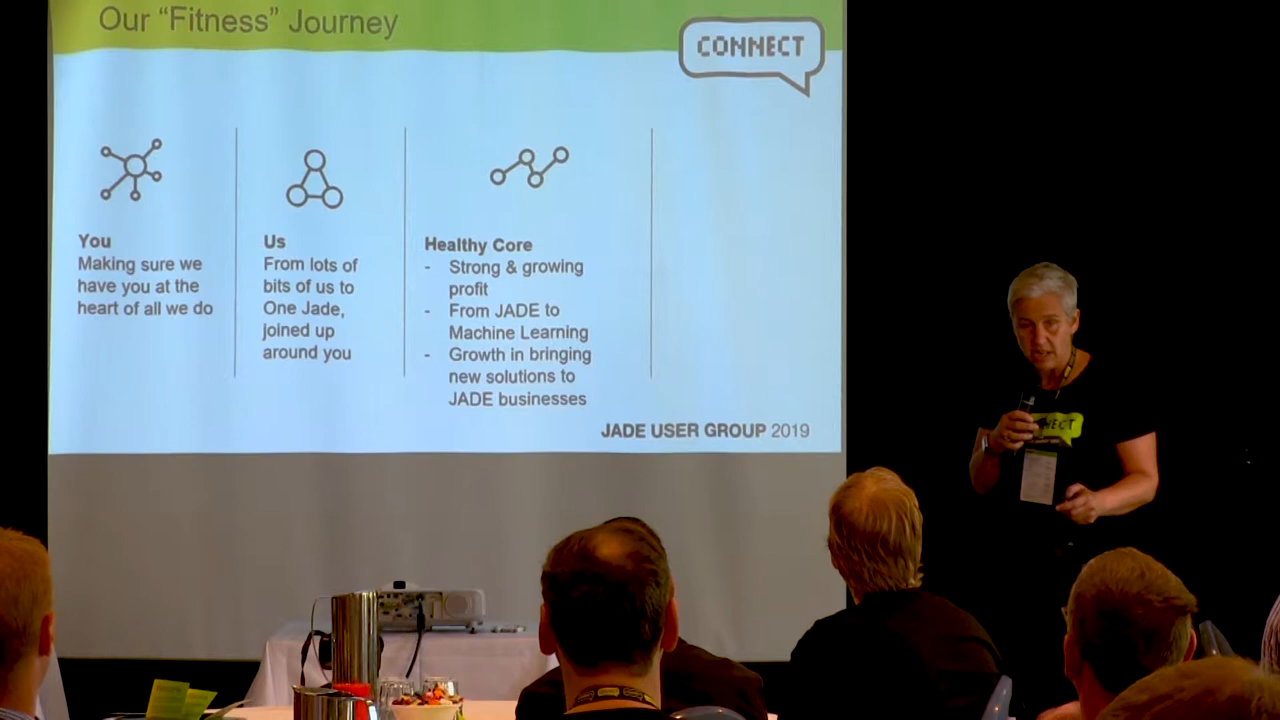 Our “Fitness” Journey
CONNECT
You
Making sure we
have you at the
heart of all we do
Us
From lots of
bits of us to
One Jade,
joined up
around you
Healthy Core
- Strong & growing
profit
- From JADE to
Machine Learning
- Growth in bringing
new solutions to
JADE businesses
JADE USER GROUP 2019